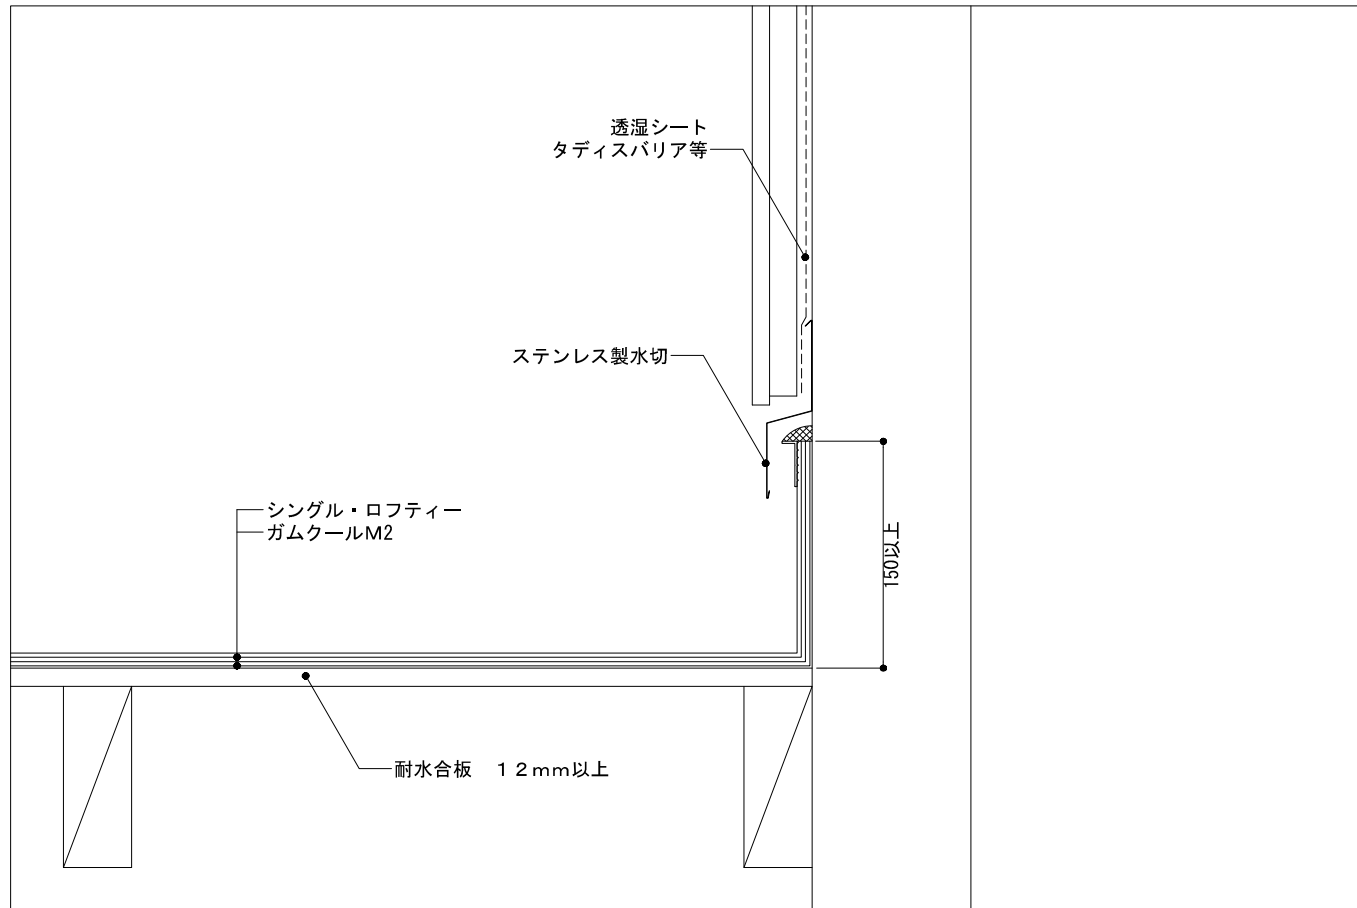 透湿シート
タディスバリア等
ステンレス製水切
シングル・ロフティー
ガムクールM2
150以上
耐水合板　１２ｍｍ以上